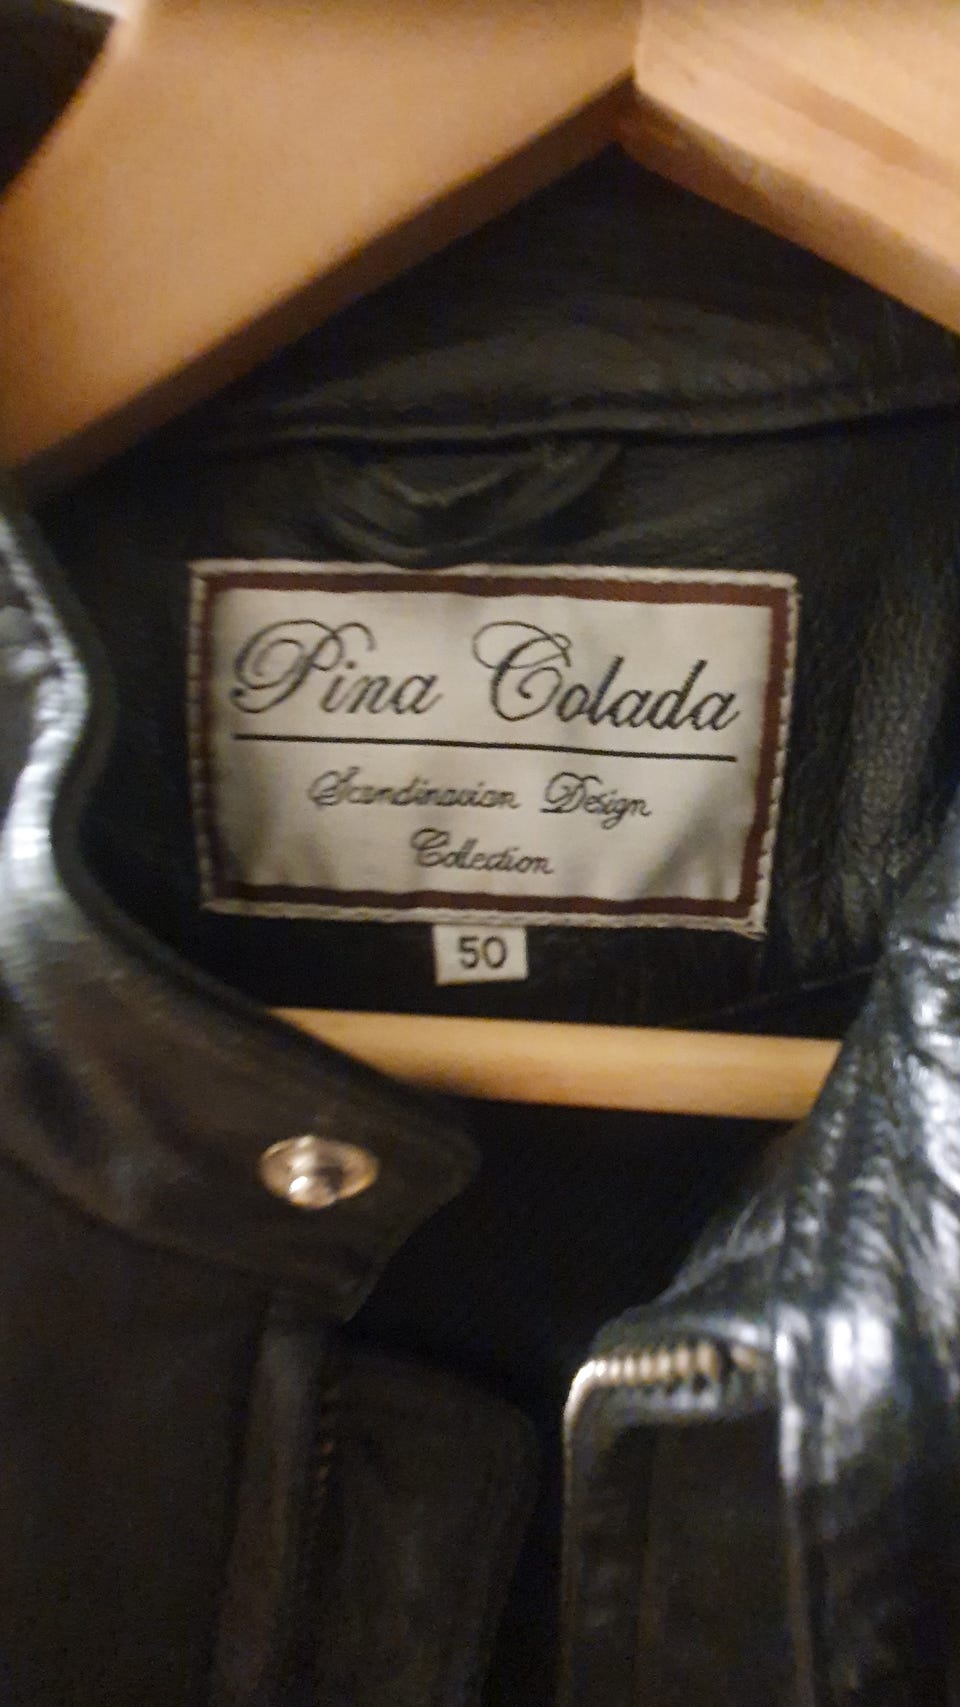 Pina Colada
Scandinavian Design
Collection
50